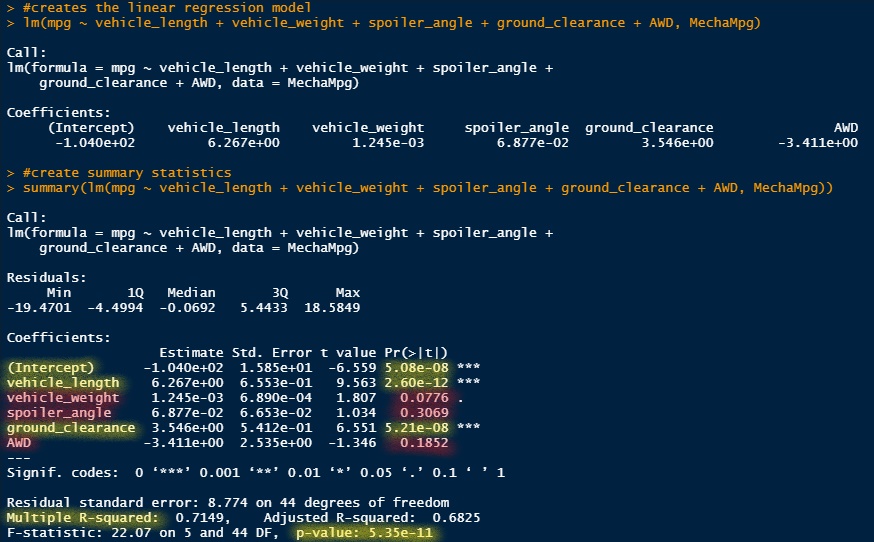 > #creates the linear regression model
> lm(mpg ~ vehicle_length + vehicle_weight + spoiler_angle + ground_clearance + AWD, MechaMpg)
Call:
lm(formula = mpg ~ vehicle_length + vehicle_weight + spoiler_angle +
    ground_clearance + AWD, data = MechaMpg)
Coefficients:
     (Intercept)    vehicle_length    vehicle_weight     spoiler_angle  ground_clearance               AWD
      -1.040e+02         6.267e+00         1.245e-03         6.877e-02         3.546e+00        -3.411e+00
> #create summary statistics
> summary(lm(mpg ~ vehicle_length + vehicle_weight + spoiler_angle + ground_clearance + AWD, MechaMpg))
Call:
lm(formula = mpg ~ vehicle_length + vehicle_weight + spoiler_angle +
    ground_clearance + AWD, data = MechaMpg)
Residuals:
     Min       1Q   Median       3Q      Max
-19.4701  -4.4994  -0.0692   5.4433  18.5849
Coefficients:
                   Estimate Std. Error t value Pr(>|t|)
(Intercept)      -1.040e+02  1.585e+01  -6.559 5.08e-08 ***
vehicle_length    6.267e+00  6.553e-01   9.563 2.60e-12 ***
vehicle_weight    1.245e-03  6.890e-04   1.807   0.0776 .
spoiler_angle     6.877e-02  6.653e-02   1.034   0.3069
ground_clearance  3.546e+00  5.412e-01   6.551 5.21e-08 ***
AWD              -3.411e+00  2.535e+00  -1.346   0.1852
---
Signif. codes:  0 ‘***’ 0.001 ‘**’ 0.01 ‘*’ 0.05 ‘.’ 0.1 ‘ ’ 1
Residual standard error: 8.774 on 44 degrees of freedom
Multiple R-squared:  0.7149,    Adjusted R-squared:  0.6825
F-statistic: 22.07 on 5 and 44 DF,  p-value: 5.35e-11